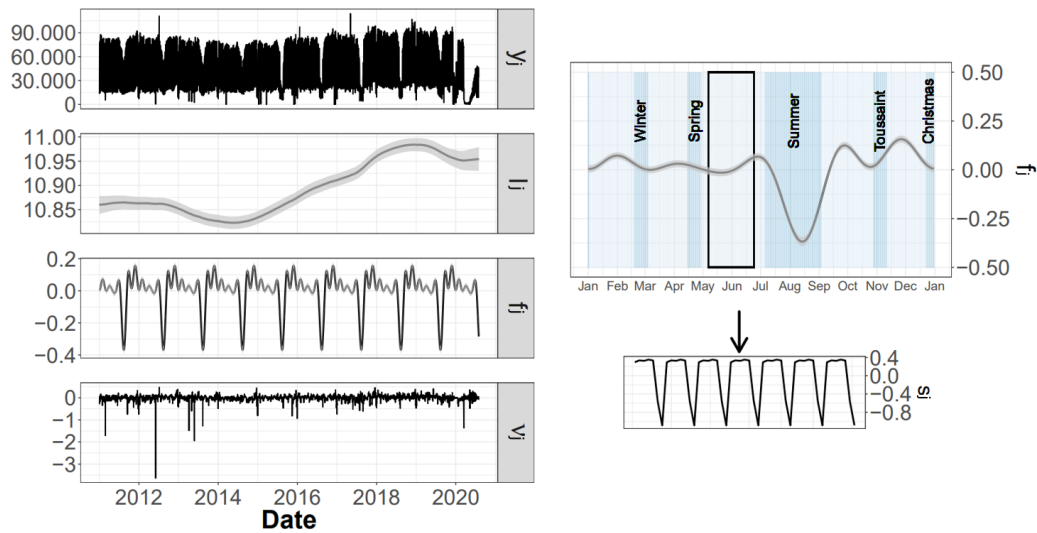 90.000
60.000
30.000
0
yj
11.00
10.95
10.90
10.85
lj
0.2
0.0
−0.2
−0.4
fj
0
−1
−2
−3
vj
2012 2014 2016 2018 2020
Date
Winter
Spring
Summer
Toussaint
Christmas
0.50
0.25
0.00
−0.25
−0.50
fj
Jan Feb Mar Apr May Jun Jul Aug Sep Oct Nov Dec Jan
0.4
0.0
−0.4
−0.8
sj